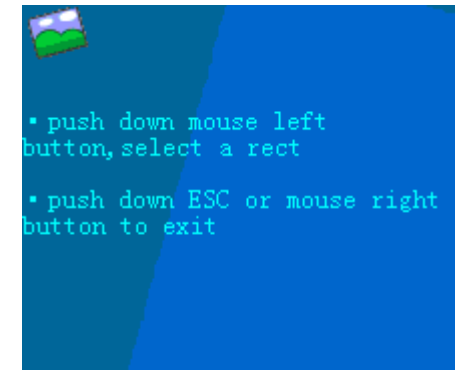 ▪push down mouse left
button,select a rect
▪push down ESC or mouse right
button to exit